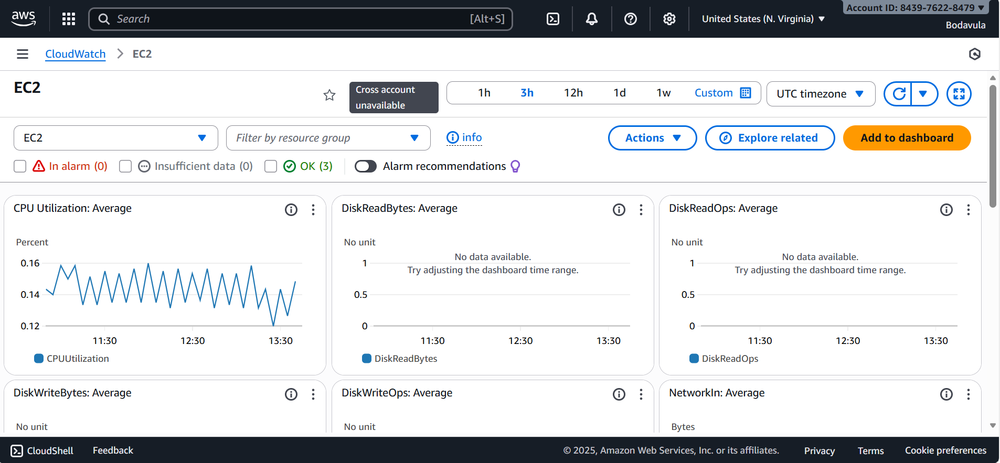 aws
Search
[Alt+S]
United States (N. Virginia)
Account ID: 8439-7622-8479
Bodavula
CloudWatch
EC2
EC2
Cross account
unavailable
1h 3h 12h 1d 1w Custom
UTC timezone
EC2
Filter by resource group
info
Actions
Explore related
Add to dashboard
In alarm (0) Insufficient data (0) OK (3) Alarm recommendations
CPU Utilization: Average
Percent
0.16
0.14
0.12
11:30 12:30 13:30
CPUUtilization
DiskReadBytes: Average
No unit
No data available.
Try adjusting the dashboard time range.
1
0.5
0
11:30 12:30 13:30
DiskReadBytes
DiskReadOps: Average
No unit
No data available.
Try adjusting the dashboard time range.
1
0.5
0
11:30 12:30 13:30
DiskReadOps
DiskWriteBytes: Average
No unit
DiskWriteOps: Average
No unit
NetworkIn: Average
Bytes
CloudShell Feedback © 2025, Amazon Web Services, Inc. or its affiliates. Privacy Terms Cookie preferences